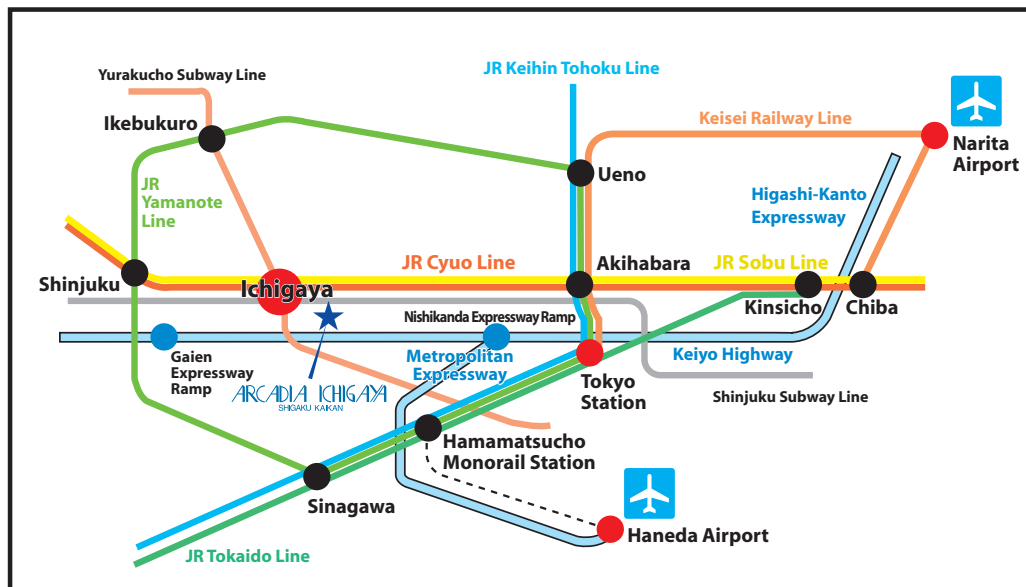 JR Keihin Tohoku Line
Yurakucho Subway Line
Keisei Railway Line
Ikebukuro
Narita
Airport
Ueno
JR
Yamanote
Line
Higashi-Kanto
Expressway
JR Cyuo Line
Akihabara
JR Sobu Line
Shinjuku
Ichigaya
Kinsicho
Chiba
Nishikanda Expressway Ramp
Gaien
Expressway
Ramp
Metropolitan
Expressway
Keiyo Highway
ARCADIA ICHIGAYA
SHIGAKU KAIKAN
Tokyo
Station
Shinjuku Subway Line
Hamamatsucho
Monorail Station
Sinagawa
Haneda Airport
JR Tokaido Line